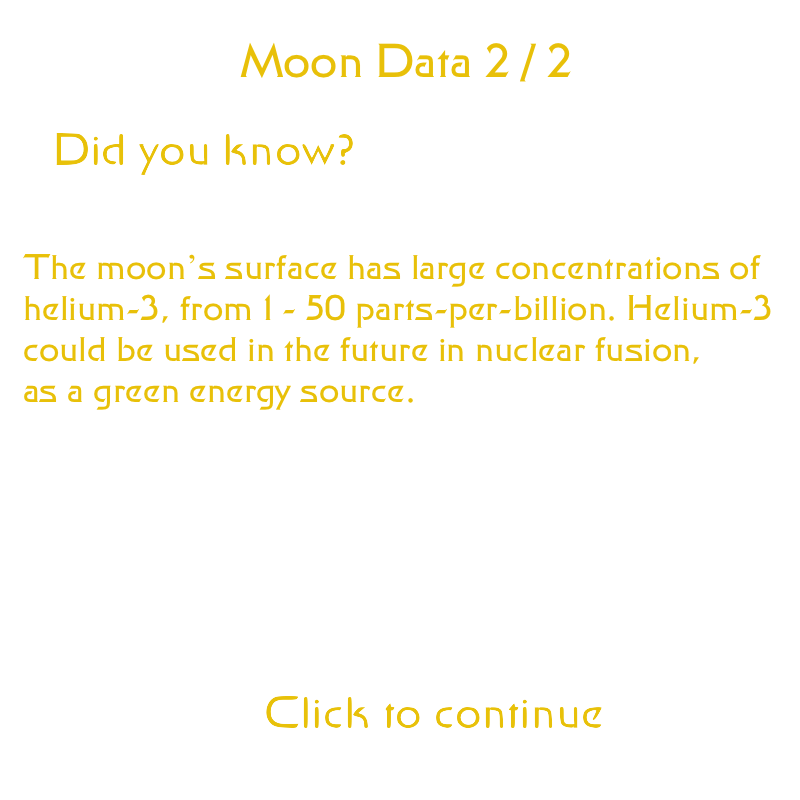 Moon Data 2 / 2
Did you know?
The moon's surface has large concentrations of
helium-3, from 1 - 50 parts-per-billion. Helium-3
could be used in the future in nuclear fusion,
as a green energy source.
Click to continue